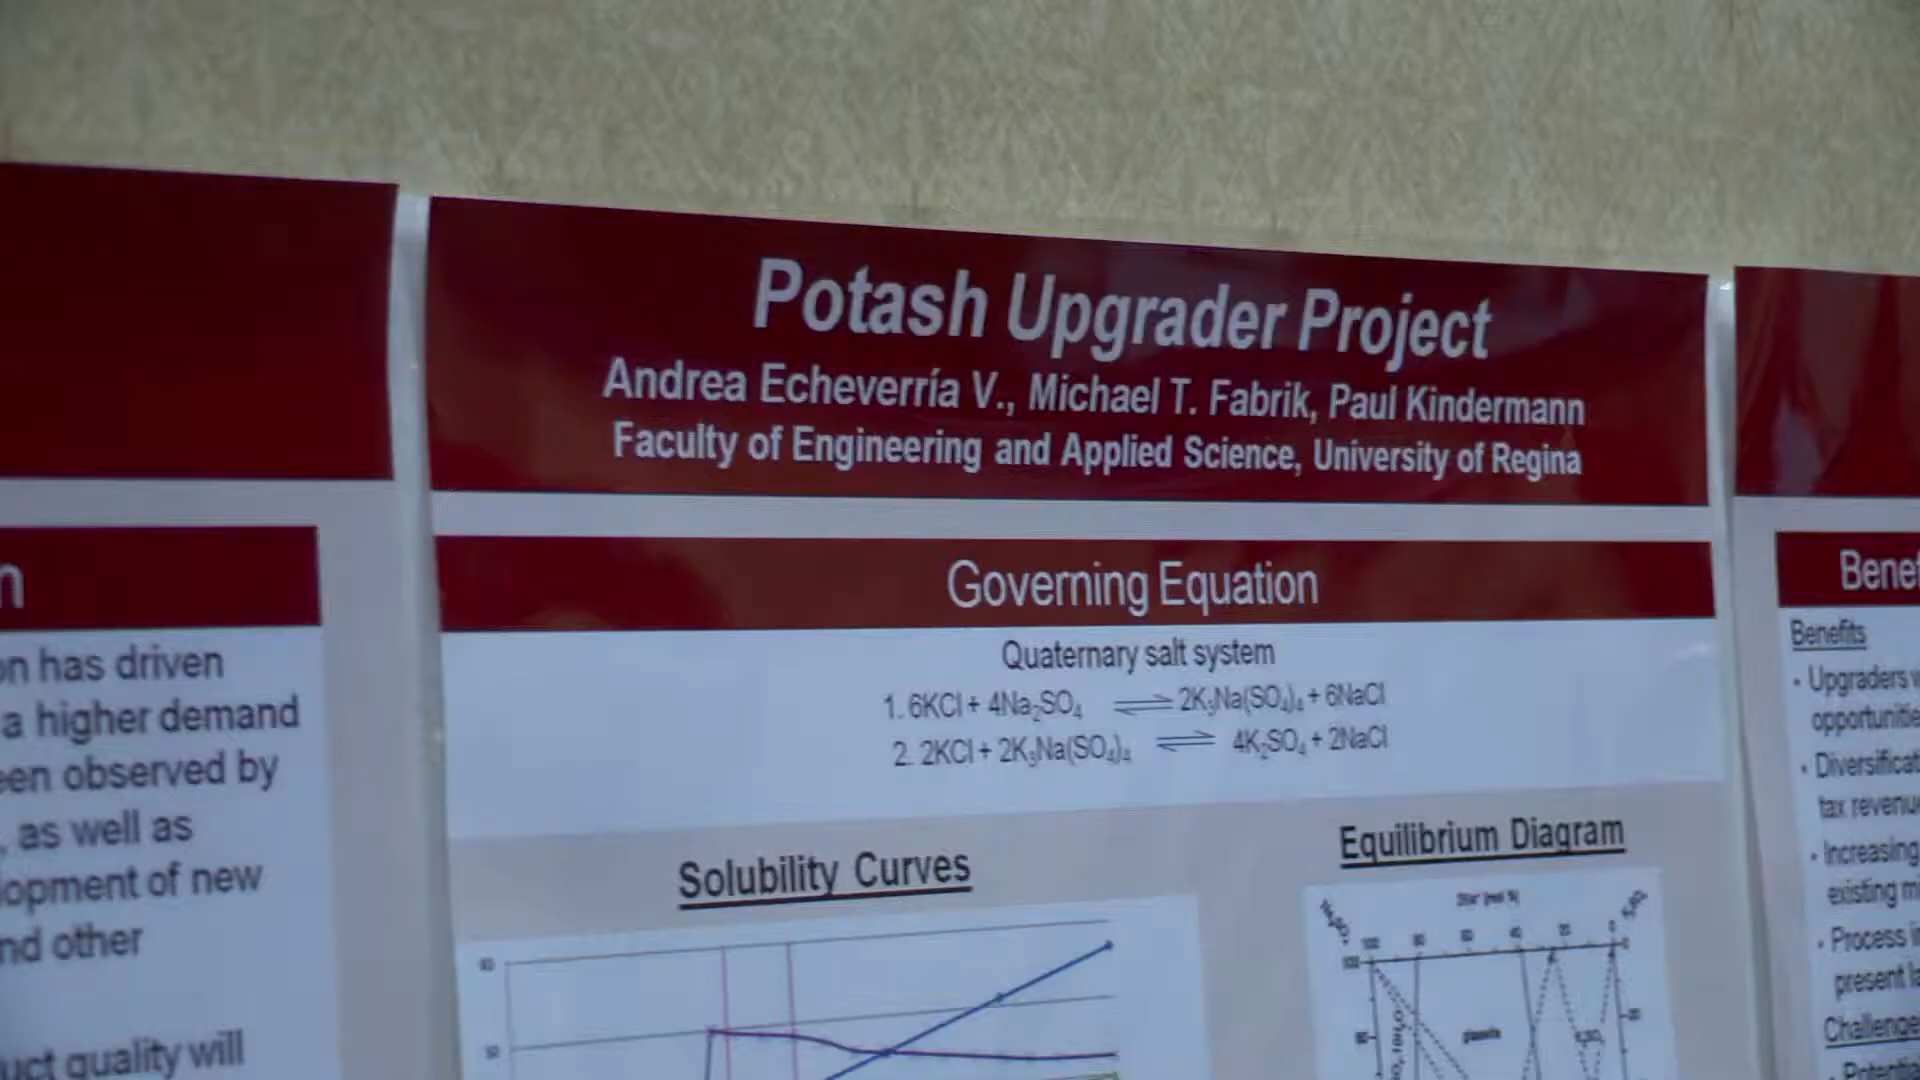 Potash Upgrader Project
Andrea Echeverría V., Michael T. Fabrik, Paul Kindermann
Faculty of Engineering and Applied Science, University of Regina
n
on has driven
a higher demand
een observed by
, as well as
lopment of new
nd other
uct quality will
Governing Equation
Quaternary salt system
1. 6KCl + 4Na₂SO₄ ⇌ 2K₃Na(SO₄)₄ + 6NaCl
2. 2KCl + 2K₃Na(SO₄)₄ ⇌ 4K₂SO₄ + 2NaCl
Solubility Curves
Equilibrium Diagram
Benef
Benefits
· Upgraders w
opportunitie
· Diversificat
tax revenu
· Increasing
existing mi
· Process i
present la
Challenge
· Potentia